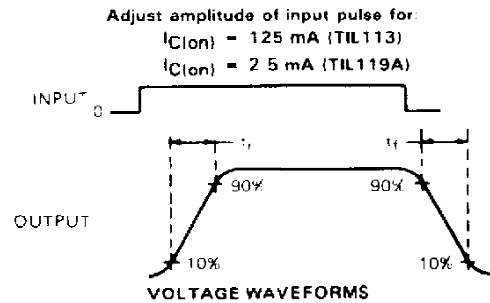 Adjust amplitude of input pulse for:
IC(on) = 125 mA (TIL113)
IC(on) = 2.5 mA (TIL119A)
INPUT
0
tr
tf
90%
90%
OUTPUT
10%
10%
VOLTAGE WAVEFORMS